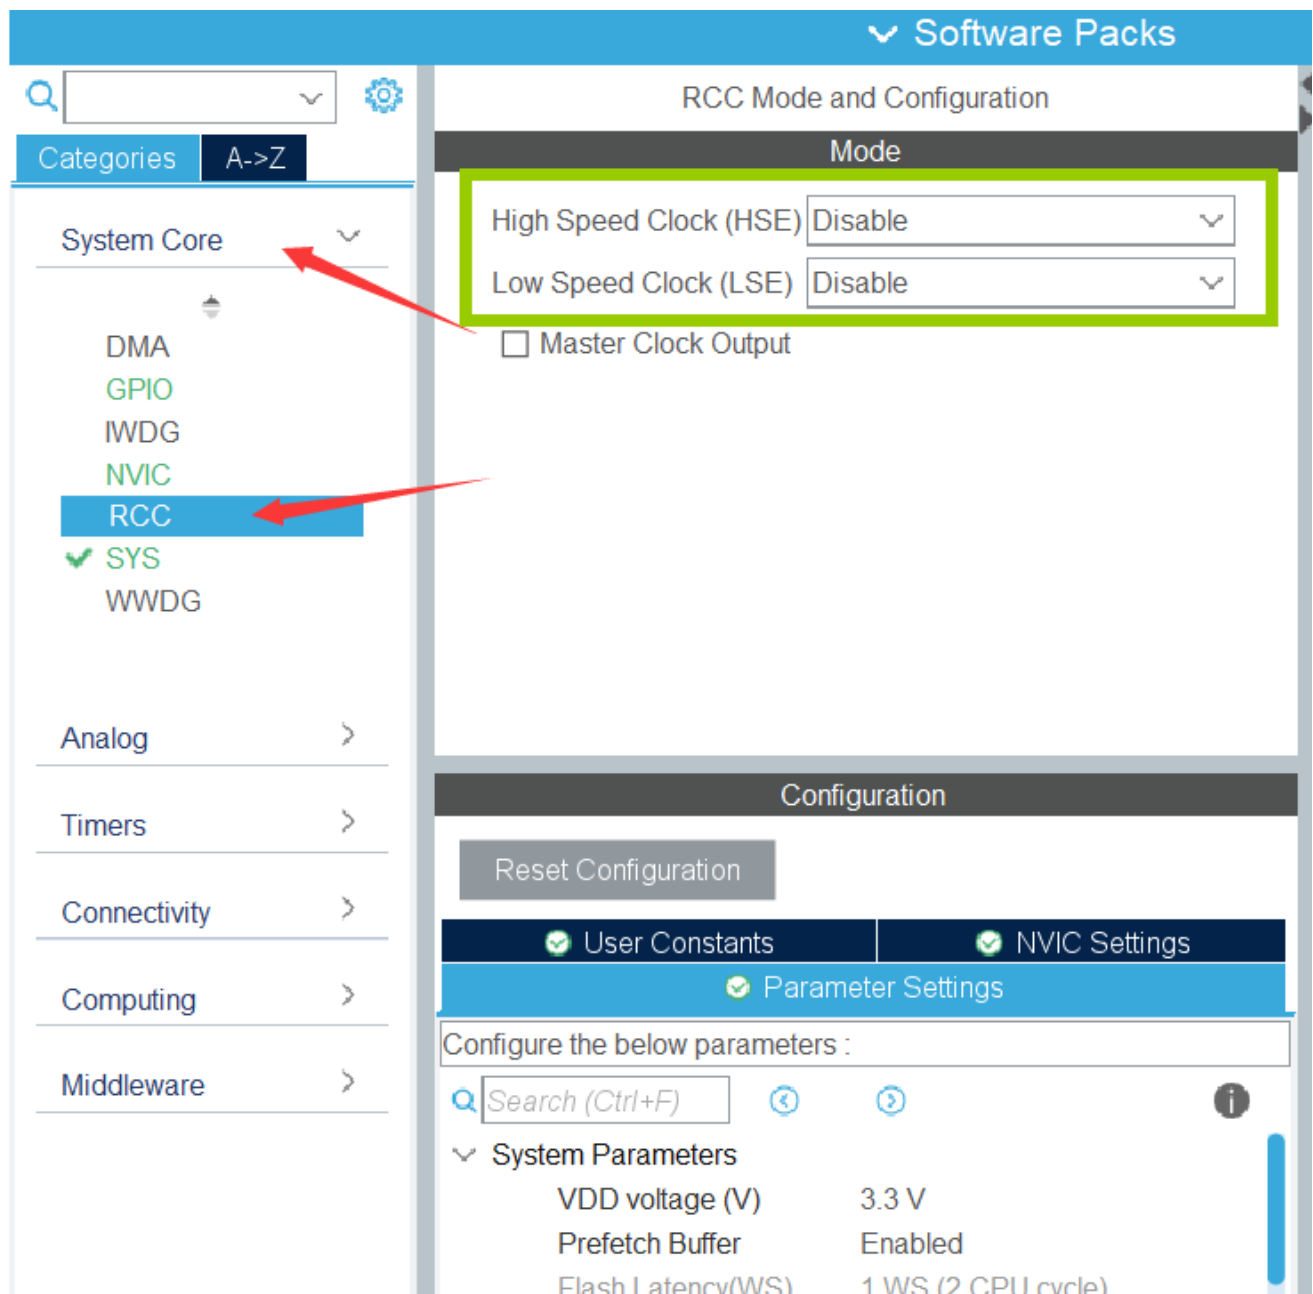 Software Packs
Categories A->Z
System Core
DMA
GPIO
IWDG
NVIC
RCC
SYS
WWDG
Analog
Timers
Connectivity
Computing
Middleware
RCC Mode and Configuration
Mode
High Speed Clock (HSE) Disable
Low Speed Clock (LSE) Disable
Master Clock Output
Configuration
Reset Configuration
User Constants NVIC Settings
Parameter Settings
Configure the below parameters :
Search (Ctrl+F)
System Parameters
VDD voltage (V) 3.3 V
Prefetch Buffer Enabled
Flash Latency(WS) 1 WS (2 CPU cycle)